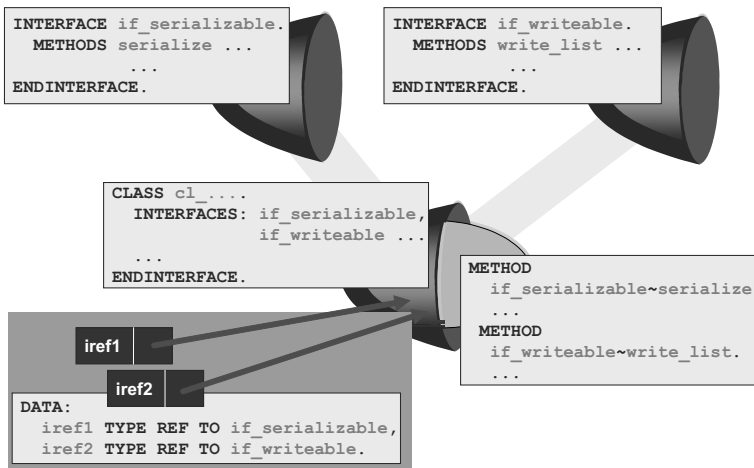 INTERFACE if_serializable.
METHODS serialize ...
...
ENDINTERFACE.
INTERFACE if_writeable.
METHODS write_list ...
...
ENDINTERFACE.
CLASS cl_....
INTERFACES: if_serializable,
if_writeable ...
...
ENDINTERFACE.
METHOD
if_serializable~serialize
...
METHOD
if_writeable~write_list.
...
iref1
iref2
DATA:
iref1 TYPE REF TO if_serializable,
iref2 TYPE REF TO if_writeable.